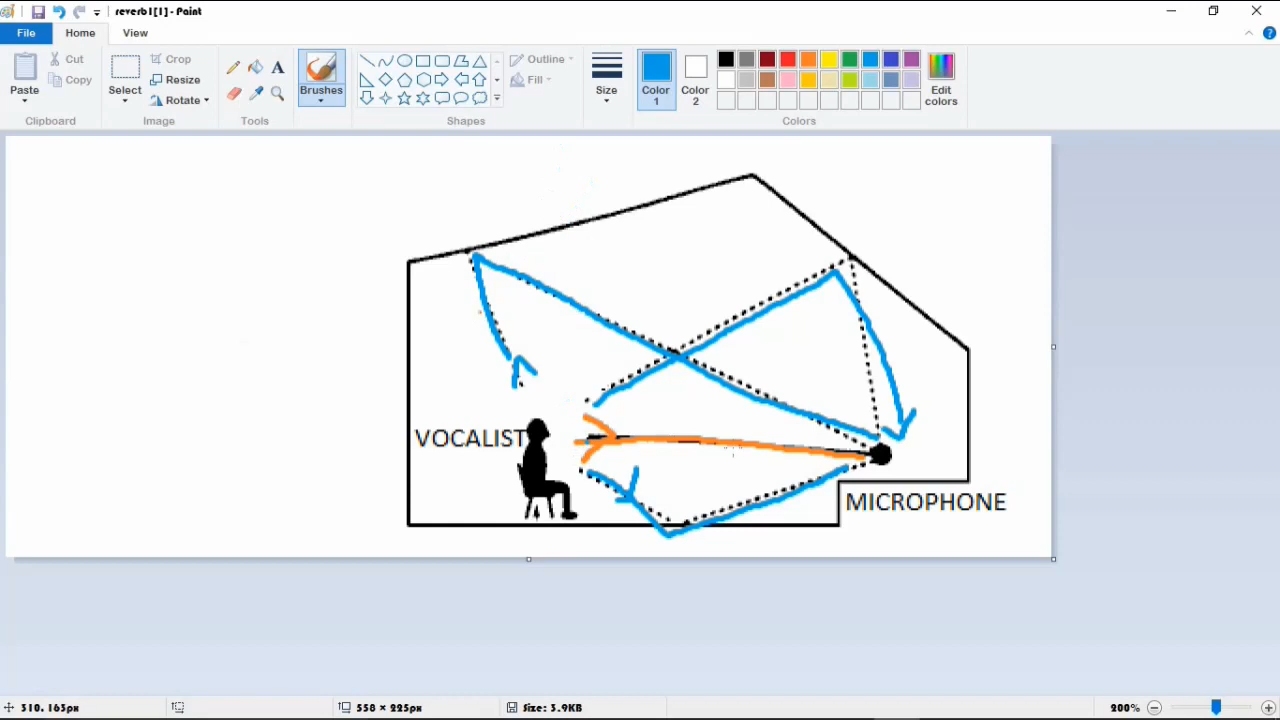 reverb1[1] - Paint
File Home View
Paste
Cut
Copy
Clipboard
Select
Crop
Resize
Rotate
Image
A
Tools
Brushes
Outline
Fill
Shapes
Size
Color 1
Color 2
Edit colors
Colors
VOCALIST
MICROPHONE
310, 163px
558 × 225px
Size: 3.9KB
200%